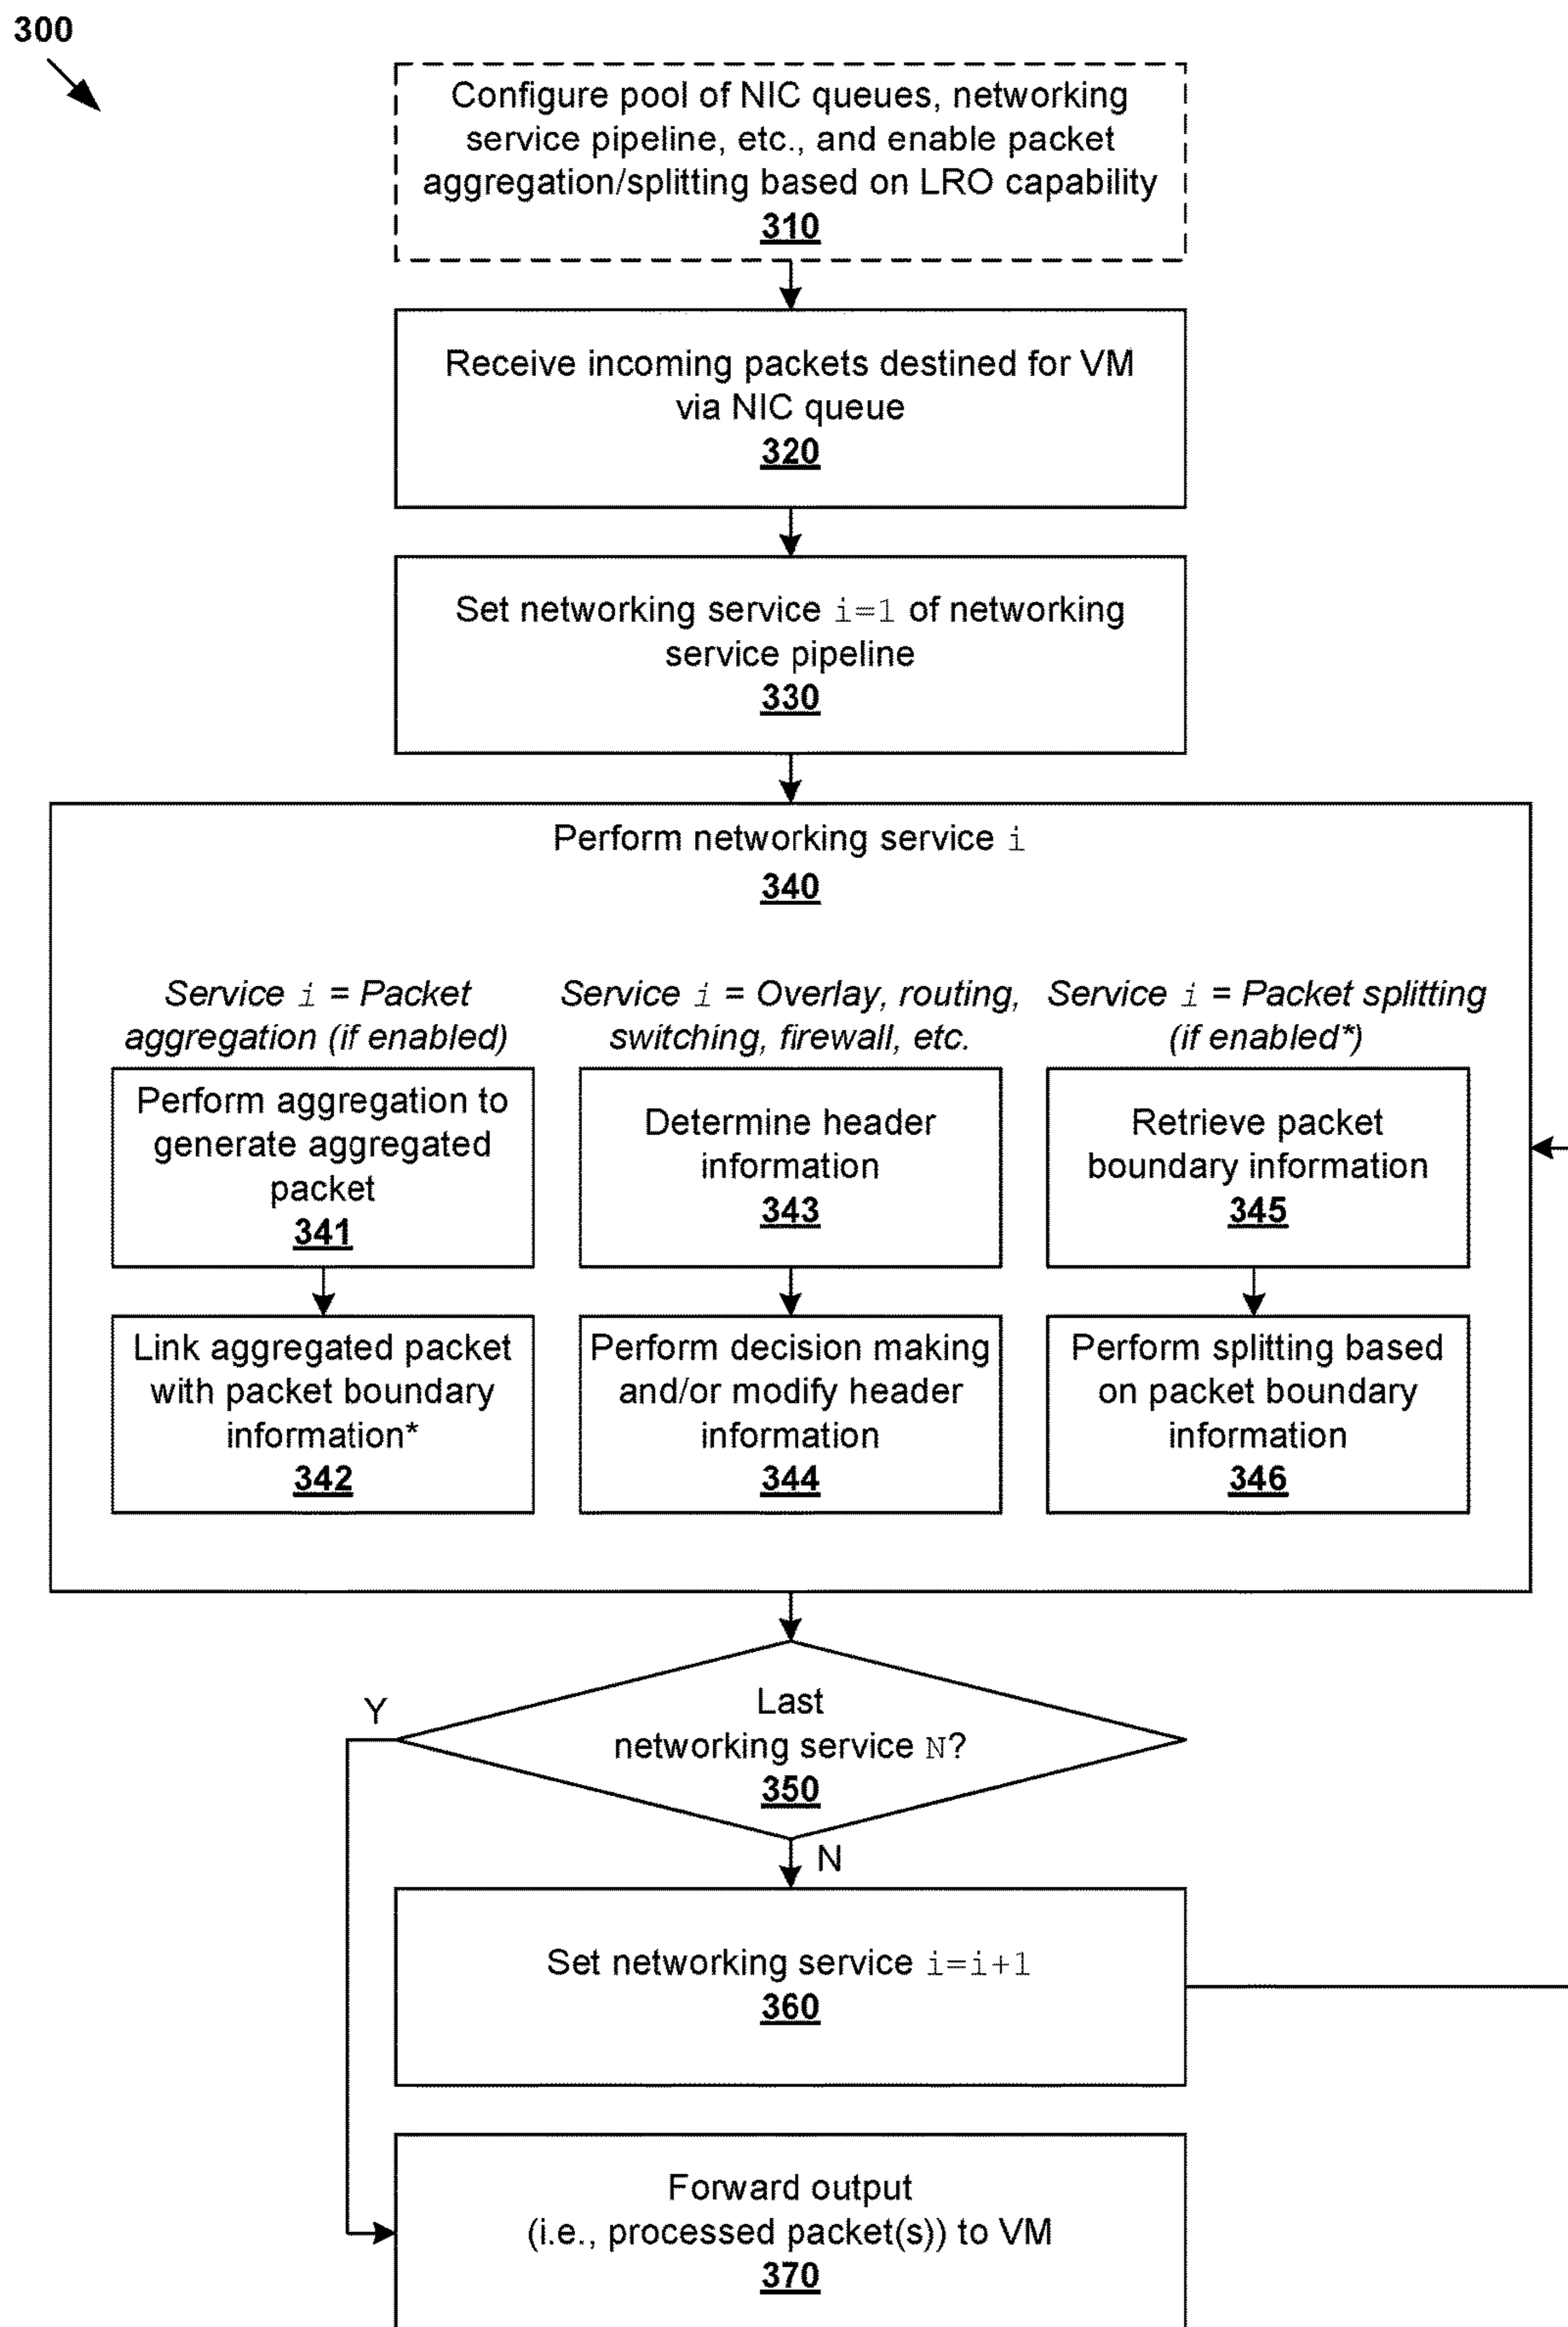 300
Configure pool of NIC queues, networking
service pipeline, etc., and enable packet
aggregation/splitting based on LRO capability
310
Receive incoming packets destined for VM
via NIC queue
320
Set networking service i=1 of networking
service pipeline
330
Perform networking service i
340
Service i = Packet
aggregation (if enabled)
Perform aggregation to
generate aggregated
packet
341
Link aggregated packet
with packet boundary
information*
342
Service i = Overlay, routing,
switching, firewall, etc.
Determine header
information
343
Perform decision making
and/or modify header
information
344
Service i = Packet splitting
(if enabled*)
Retrieve packet
boundary information
345
Perform splitting based
on packet boundary
information
346
Last
networking service N?
350
Y
N
Set networking service i=i+1
360
Forward output
(i.e., processed packet(s)) to VM
370